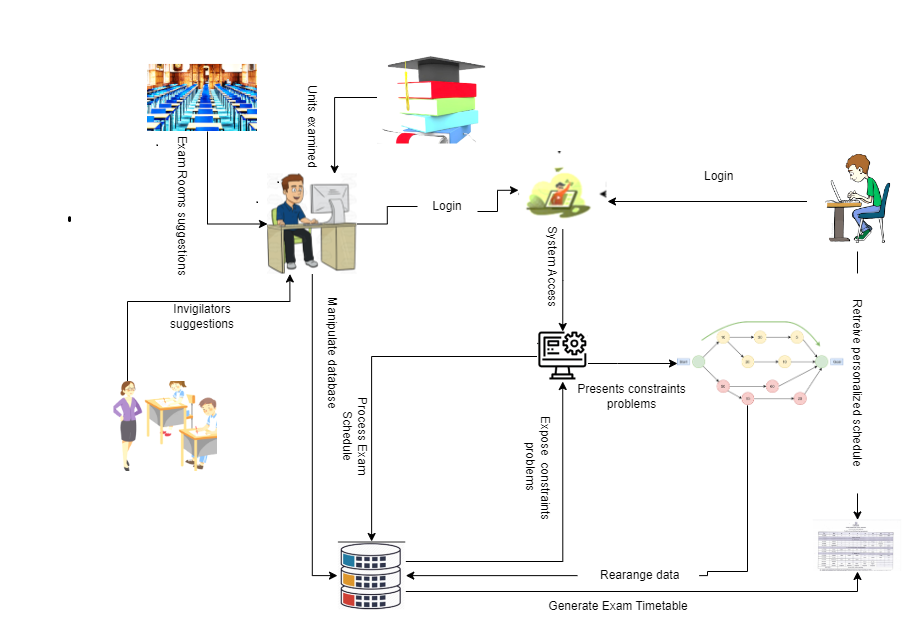 Units examined
Exam Rooms suggestions
Login
Login
System Access
Invigilators
suggestions
Manipulate database
Process Exam
Schedule
Presents constraints
problems
Expose constraints
problems
Retreive personalized schedule
Rearange data
Generate Exam Timetable